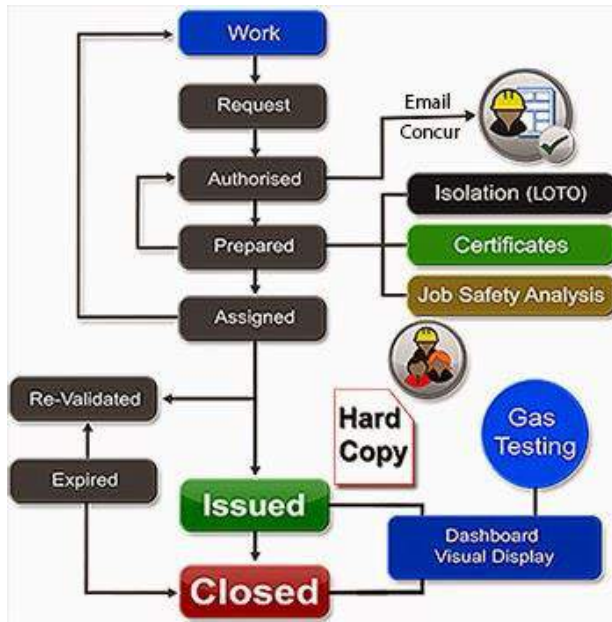 Work
Request
Email
Concur
Authorised
Isolation (LOTO)
Prepared
Certificates
Job Safety Analysis
Assigned
Re-Validated
Hard
Copy
Gas
Testing
Expired
Issued
Dashboard
Visual Display
Closed